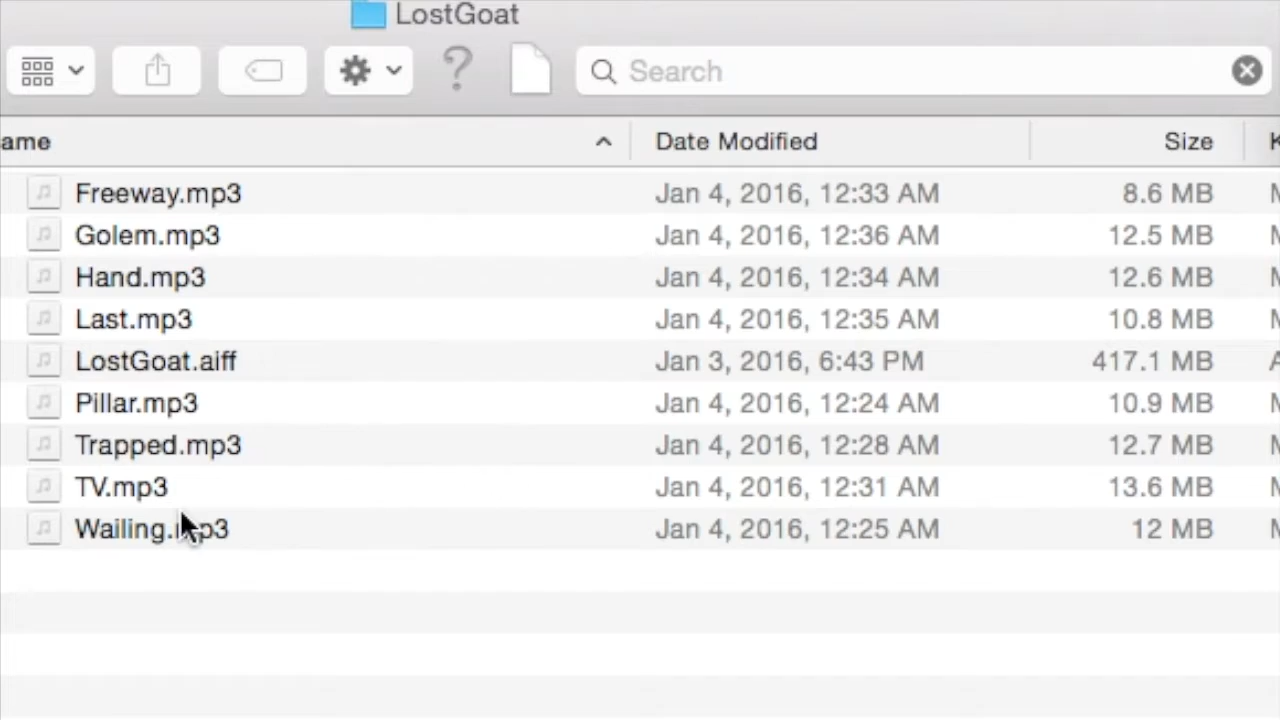 LostGoat
Search
ame Date Modified Size
Freeway.mp3 Jan 4, 2016, 12:33 AM 8.6 MB
Golem.mp3 Jan 4, 2016, 12:36 AM 12.5 MB
Hand.mp3 Jan 4, 2016, 12:34 AM 12.6 MB
Last.mp3 Jan 4, 2016, 12:35 AM 10.8 MB
LostGoat.aiff Jan 3, 2016, 6:43 PM 417.1 MB
Pillar.mp3 Jan 4, 2016, 12:24 AM 10.9 MB
Trapped.mp3 Jan 4, 2016, 12:28 AM 12.7 MB
TV.mp3 Jan 4, 2016, 12:31 AM 13.6 MB
Wailing.mp3 Jan 4, 2016, 12:25 AM 12 MB